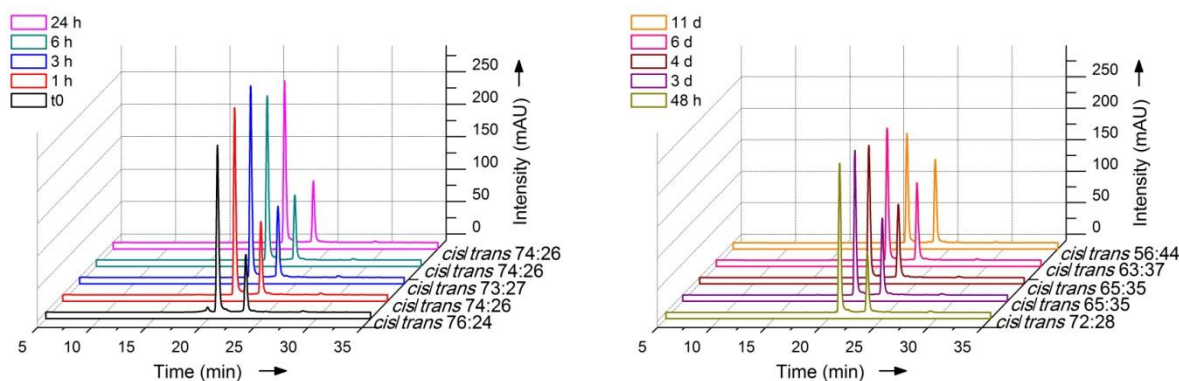 24 h
6 h
3 h
1 h
t0
250
200
150
100
50
0
Intensity (mAU)
cis/trans 74:26
cis/trans 74:26
cis/trans 73:27
cis/trans 74:26
cis/trans 76:24
5 10 15 20 25 30 35
Time (min)
11 d
6 d
4 d
3 d
48 h
250
200
150
100
50
0
Intensity (mAU)
cis/trans 56:44
cis/trans 63:37
cis/trans 65:35
cis/trans 65:35
cis/trans 72:28
5 10 15 20 25 30 35
Time (min)